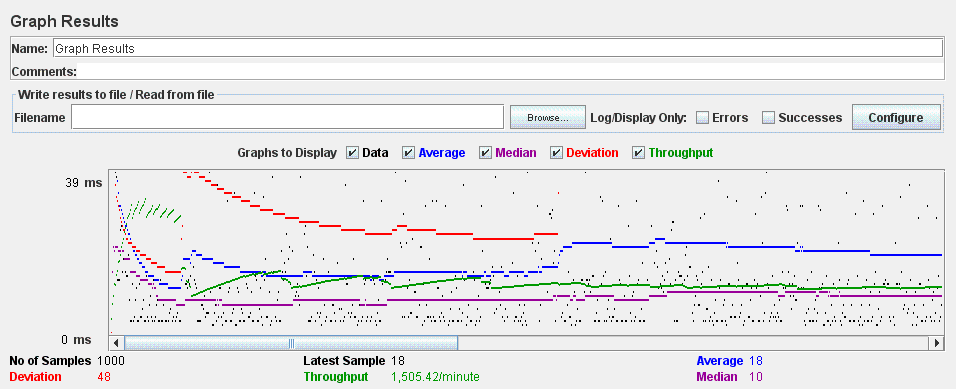 Graph Results
Name: Graph Results
Comments:
Write results to file / Read from file
Filename Browse... Log/Display Only: Errors Successes Configure
Graphs to Display Data Average Median Deviation Throughput
39 ms
0 ms
No of Samples 1000 Latest Sample 18 Average 18
Deviation 48 Throughput 1,505.42/minute Median 10